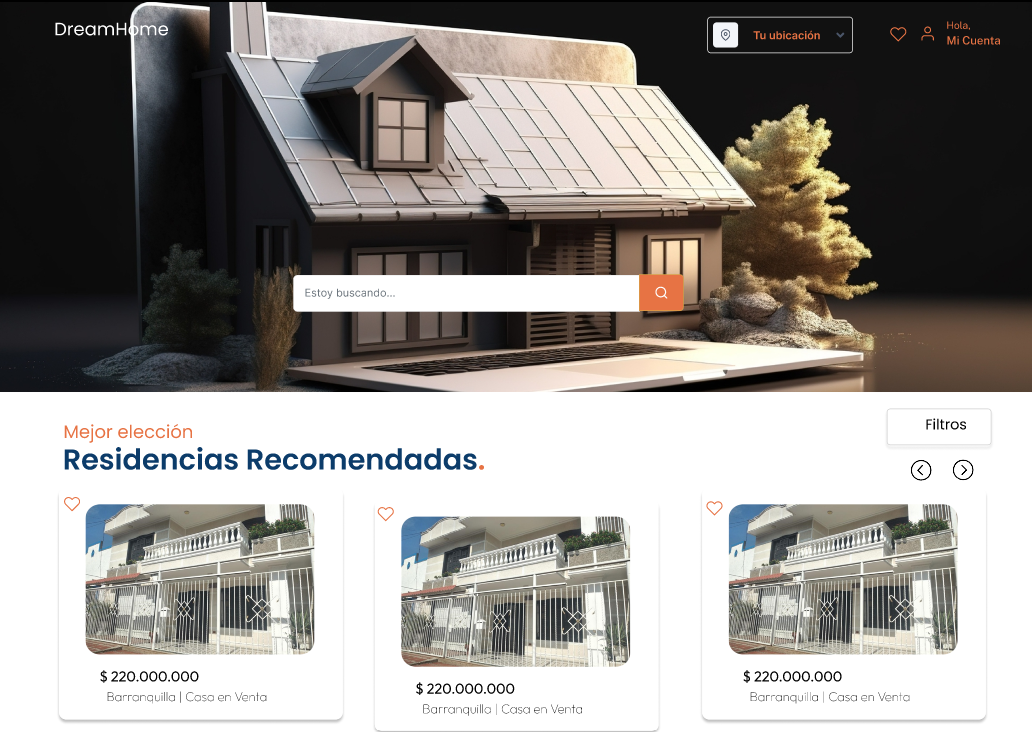 DreamHome
Tu ubicación
Hola,
Mi Cuenta
Estoy buscando...
Mejor elección
Residencias Recomendadas.
Filtros
$ 220.000.000
Barranquilla | Casa en Venta
$ 220.000.000
Barranquilla | Casa en Venta
$ 220.000.000
Barranquilla | Casa en Venta